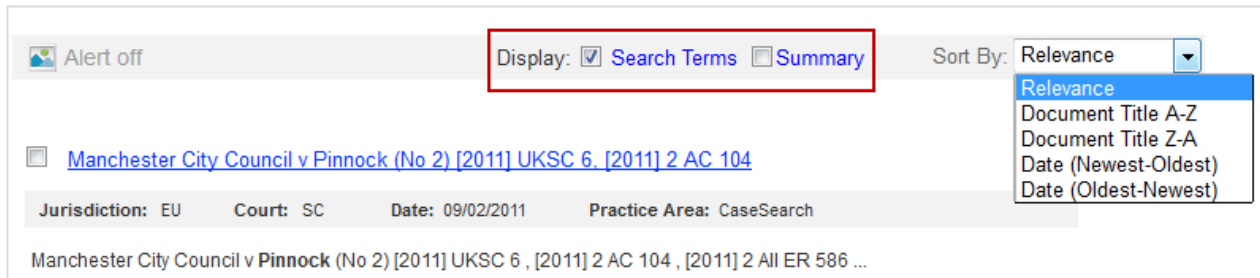 Alert off Display: Search Terms Summary Sort By: Relevance
Relevance
Document Title A-Z
Document Title Z-A
Date (Newest-Oldest)
Date (Oldest-Newest)
Manchester City Council v Pinnock (No 2) [2011] UKSC 6, [2011] 2 AC 104
Jurisdiction: EU Court: SC Date: 09/02/2011 Practice Area: CaseSearch
Manchester City Council v Pinnock (No 2) [2011] UKSC 6 , [2011] 2 AC 104 , [2011] 2 All ER 586 ...